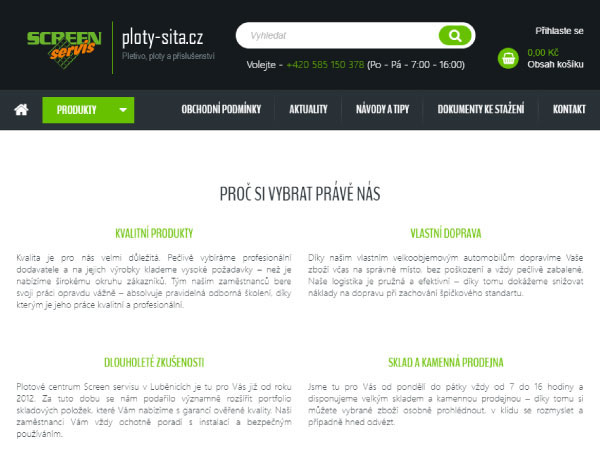 SCREEN servis
ploty-sita.cz
Pletivo, ploty a příslušenství
Vyhledat
Volejte - +420 585 150 378 (Po - Pá - 7:00 - 16:00)
Přihlaste se
0,00 Kč
Obsah košíku
PRODUKTY
OBCHODNÍ PODMÍNKY
AKTUALITY
NÁVODY A TIPY
DOKUMENTY KE STAŽENÍ
KONTAKT
PROČ SI VYBRAT PRÁVĚ NÁS
KVALITNÍ PRODUKTY
Kvalita je pro nás velmi důležitá. Pečlivě vybíráme profesionální
dodavatele a na jejich výrobky klademe vysoké požadavky – než je
nabízíme širokému okruhu zákazníků. Tým našim zaměstnanců bere
svoji práci opravdu vážně – absolvuje pravidelná odborná školení, díky
kterým je jeho práce kvalitní a profesionální.
VLASTNÍ DOPRAVA
Díky našim vlastním velkoobjemovým automobilům dopravíme Vaše
zboží včas na správné místo, bez poškození a vždy pečlivě zabalené.
Naše logistika je pružná a efektivní – díky tomu dokážeme snižovat
náklady na dopravu při zachování špičkového standartu.
DLOUHOLETÉ ZKUŠENOSTI
Plotové centrum Screen servisu v Luběnicích je tu pro Vás již od roku
2012. Za tuto dobu se nám podařilo významně rozšířit portfolio
skladových položek, které Vám nabízíme s garancí ověřené kvality. Naši
zaměstnanci Vám vždy ochotně poradí s instalací a bezpečným
používáním.
SKLAD A KAMENNÁ PRODEJNA
Jsme tu pro Vás od pondělí do pátky vždy od 7 do 16 hodiny a
disponujeme velkým skladem a kamennou prodejnou – díky tomu si
můžete vybrané zboží osobně prohlédnout, v klidu se rozmyslet a
případně hned odvézt.